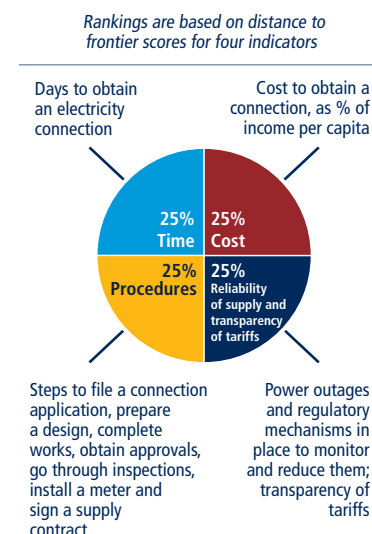 Rankings are based on distance to
frontier scores for four indicators
Days to obtain
an electricity
connection
Cost to obtain a
connection, as % of
income per capita
25%
Time
25%
Cost
25%
Procedures
25%
Reliability
of supply and
transparency
of tariffs
Steps to file a connection
application, prepare
a design, complete
works, obtain approvals,
go through inspections,
install a meter and
sign a supply
contract
Power outages
and regulatory
mechanisms in
place to monitor
and reduce them;
transparency of
tariffs